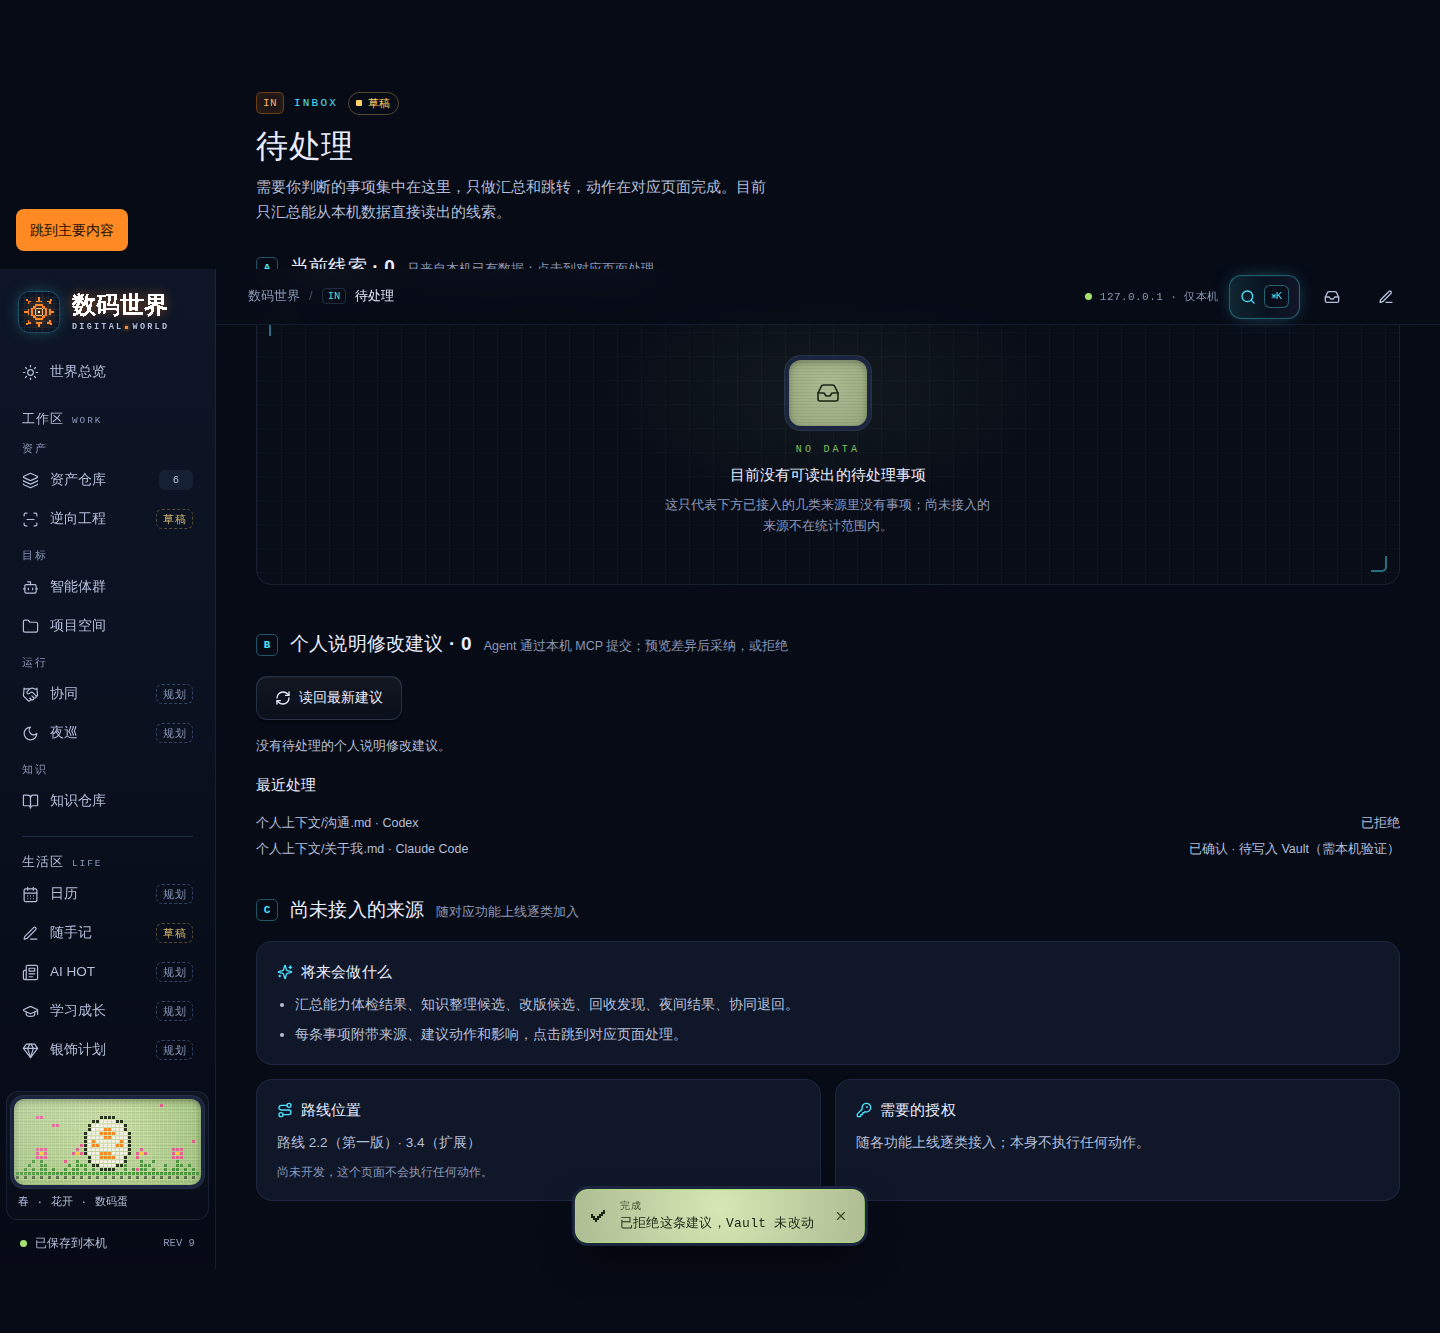 IN INBOX 草稿
待处理
需要你判断的事项集中在这里，只做汇总和跳转，动作在对应页面完成。目前
只汇总能从本机数据直接读出的线索。
跳到主要内容
A 当前线索 · 0 只来自本机已有数据；点击到对应页面处理
数码世界
DIGITAL WORLD
数码世界 / IN 待处理
127.0.0.1 · 仅本机
⌘K
世界总览
工作区 WORK
资产
资产仓库 6
逆向工程 草稿
目标
智能体群
项目空间
运行
协同 规划
夜巡 规划
知识
知识仓库
生活区 LIFE
日历 规划
随手记 草稿
AI HOT 规划
学习成长 规划
银饰计划 规划
春 · 花开 · 数码蛋
已保存到本机 REV 9
NO DATA
目前没有可读出的待处理事项
这只代表下方已接入的几类来源里没有事项；尚未接入的
来源不在统计范围内。
B 个人说明修改建议 · 0 Agent 通过本机 MCP 提交；预览差异后采纳，或拒绝
读回最新建议
没有待处理的个人说明修改建议。
最近处理
个人上下文/沟通.md · Codex 已拒绝
个人上下文/关于我.md · Claude Code 已确认 · 待写入 Vault（需本机验证）
C 尚未接入的来源 随对应功能上线逐类加入
将来会做什么
• 汇总能力体检结果、知识整理候选、改版候选、回收发现、夜间结果、协同退回。
• 每条事项附带来源、建议动作和影响，点击跳到对应页面处理。
路线位置
路线 2.2（第一版）· 3.4（扩展）
尚未开发，这个页面不会执行任何动作。
需要的授权
随各功能上线逐类接入；本身不执行任何动作。
完成
已拒绝这条建议，Vault 未改动